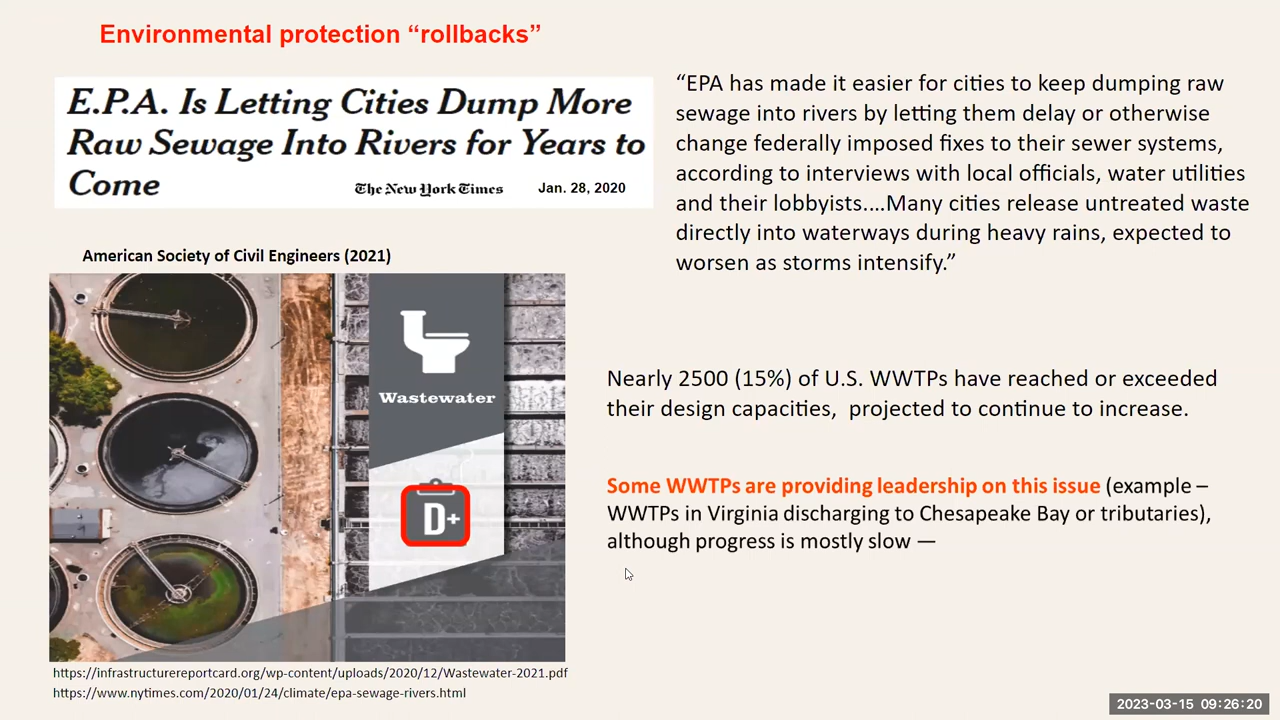 Environmental protection “rollbacks”
E.P.A. Is Letting Cities Dump More
Raw Sewage Into Rivers for Years to
Come
The New York Times Jan. 28, 2020
“EPA has made it easier for cities to keep dumping raw
sewage into rivers by letting them delay or otherwise
change federally imposed fixes to their sewer systems,
according to interviews with local officials, water utilities
and their lobbyists....Many cities release untreated waste
directly into waterways during heavy rains, expected to
worsen as storms intensify.”
American Society of Civil Engineers (2021)
Wastewater
D+
Nearly 2500 (15%) of U.S. WWTPs have reached or exceeded
their design capacities, projected to continue to increase.
Some WWTPs are providing leadership on this issue (example –
WWTPs in Virginia discharging to Chesapeake Bay or tributaries),
although progress is mostly slow —
https://infrastructurereportcard.org/wp-content/uploads/2020/12/Wastewater-2021.pdf
https://www.nytimes.com/2020/01/24/climate/epa-sewage-rivers.html
2023-03-15 09:26:20